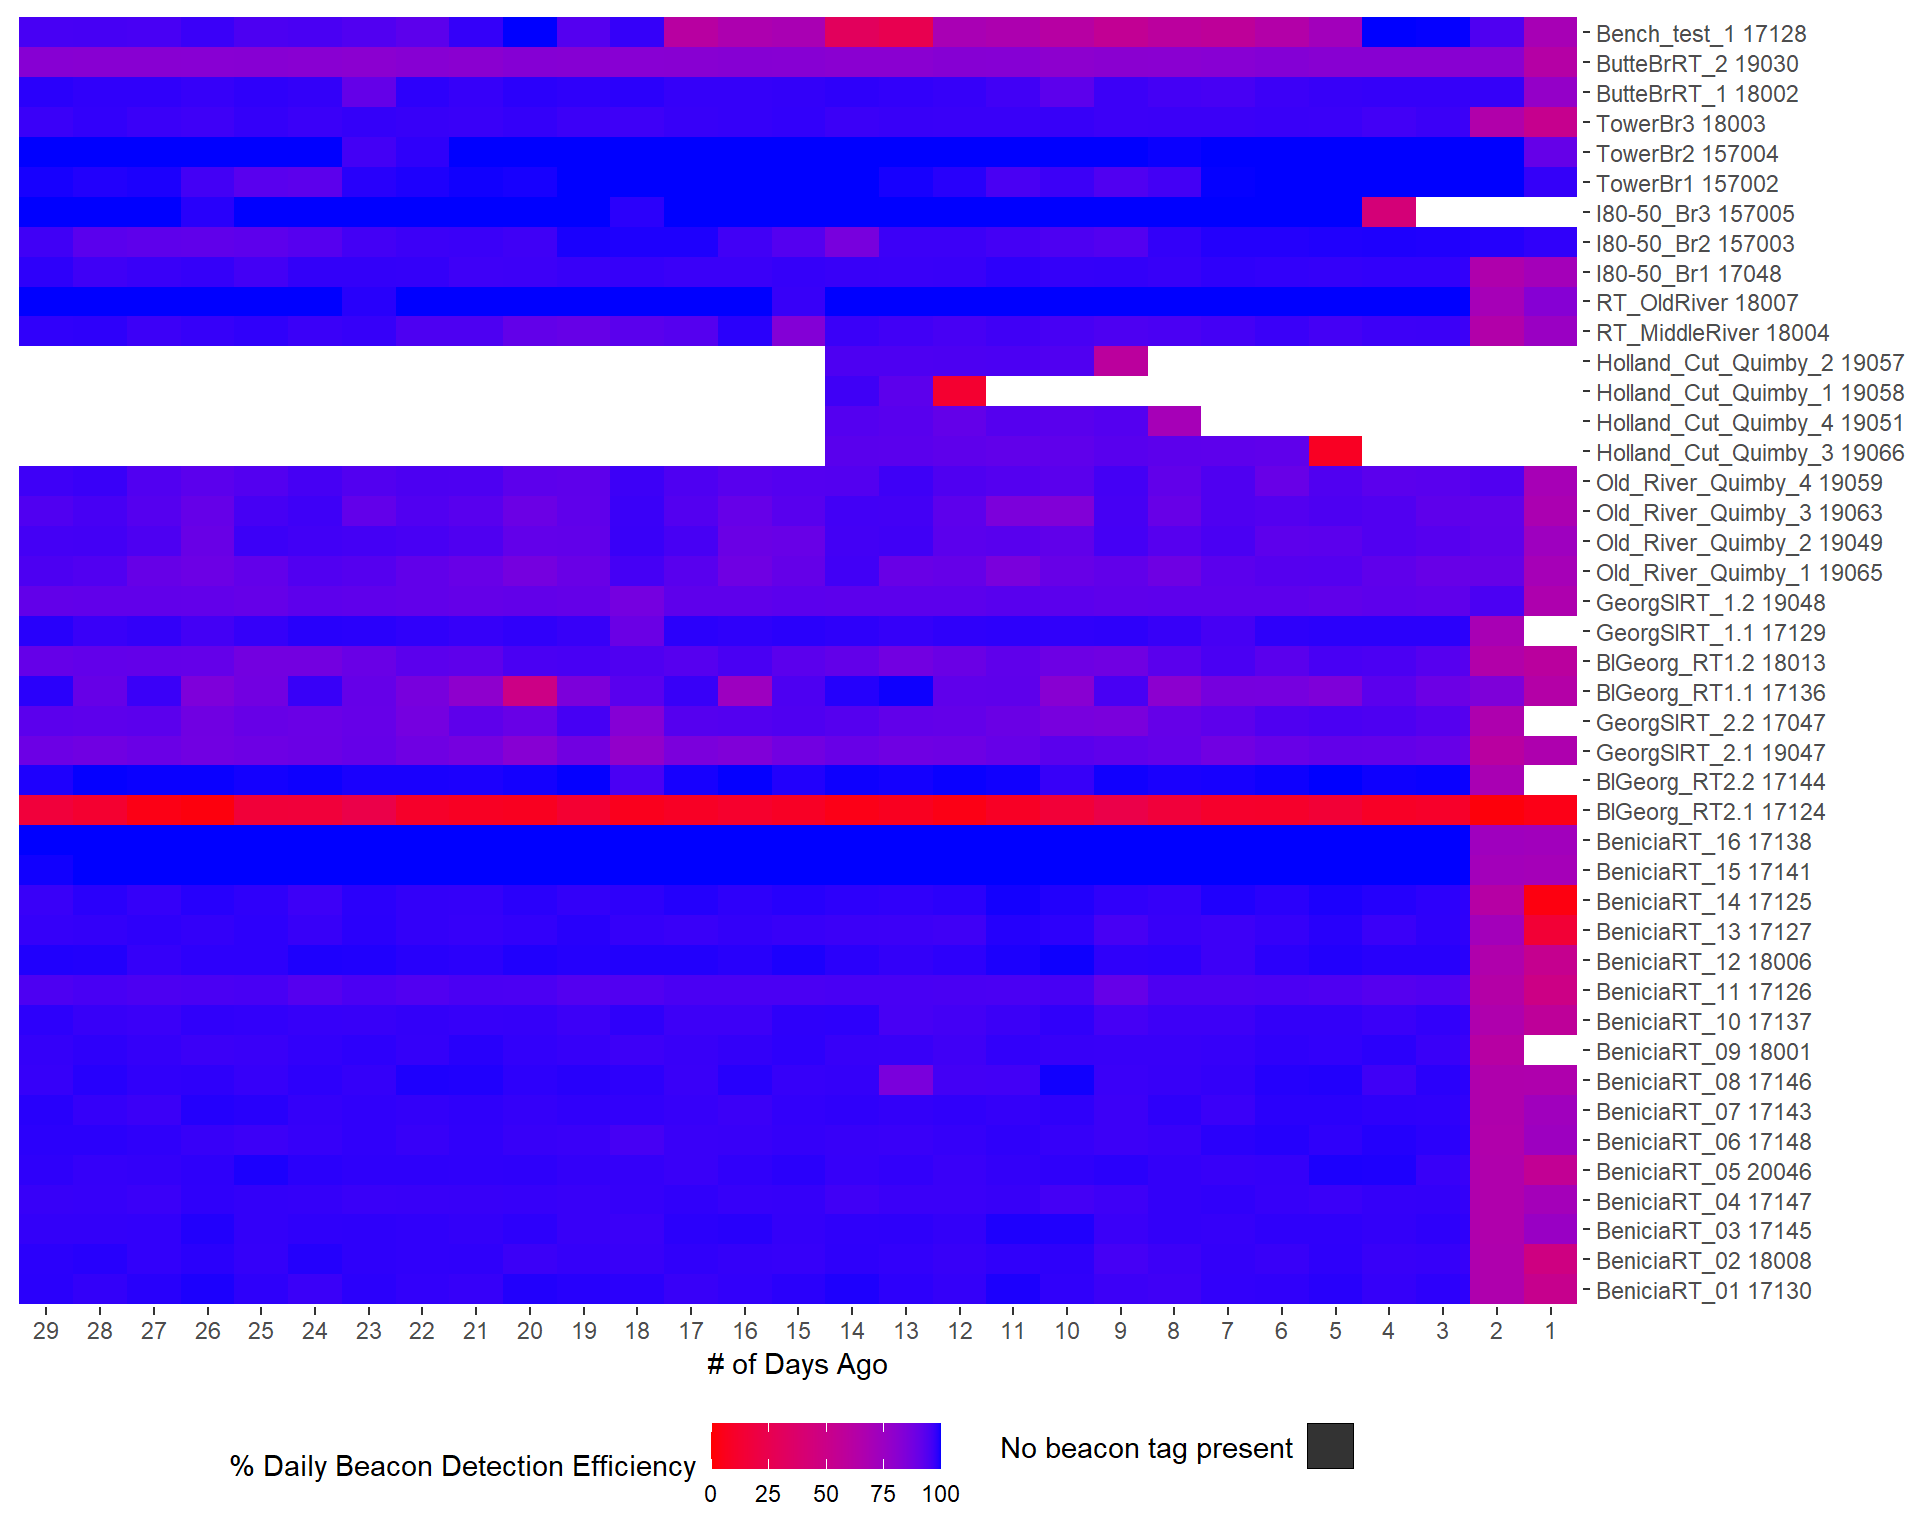 Bench_test_1 17128
ButteBrRT_2 19030
ButteBrRT_1 18002
TowerBr3 18003
TowerBr2 157004
TowerBr1 157002
I80-50_Br3 157005
I80-50_Br2 157003
I80-50_Br1 17048
RT_OldRiver 18007
RT_MiddleRiver 18004
Holland_Cut_Quimby_2 19057
Holland_Cut_Quimby_1 19058
Holland_Cut_Quimby_4 19051
Holland_Cut_Quimby_3 19066
Old_River_Quimby_4 19059
Old_River_Quimby_3 19063
Old_River_Quimby_2 19049
Old_River_Quimby_1 19065
GeorgSlRT_1.2 19048
GeorgSlRT_1.1 17129
BlGeorg_RT1.2 18013
BlGeorg_RT1.1 17136
GeorgSlRT_2.2 17047
GeorgSlRT_2.1 19047
BlGeorg_RT2.2 17144
BlGeorg_RT2.1 17124
BeniciaRT_16 17138
BeniciaRT_15 17141
BeniciaRT_14 17125
BeniciaRT_13 17127
BeniciaRT_12 18006
BeniciaRT_11 17126
BeniciaRT_10 17137
BeniciaRT_09 18001
BeniciaRT_08 17146
BeniciaRT_07 17143
BeniciaRT_06 17148
BeniciaRT_05 20046
BeniciaRT_04 17147
BeniciaRT_03 17145
BeniciaRT_02 18008
BeniciaRT_01 17130
29 28 27 26 25 24 23 22 21 20 19 18 17 16 15 14 13 12 11 10 9 8 7 6 5 4 3 2 1
# of Days Ago
% Daily Beacon Detection Efficiency
0 25 50 75 100
No beacon tag present